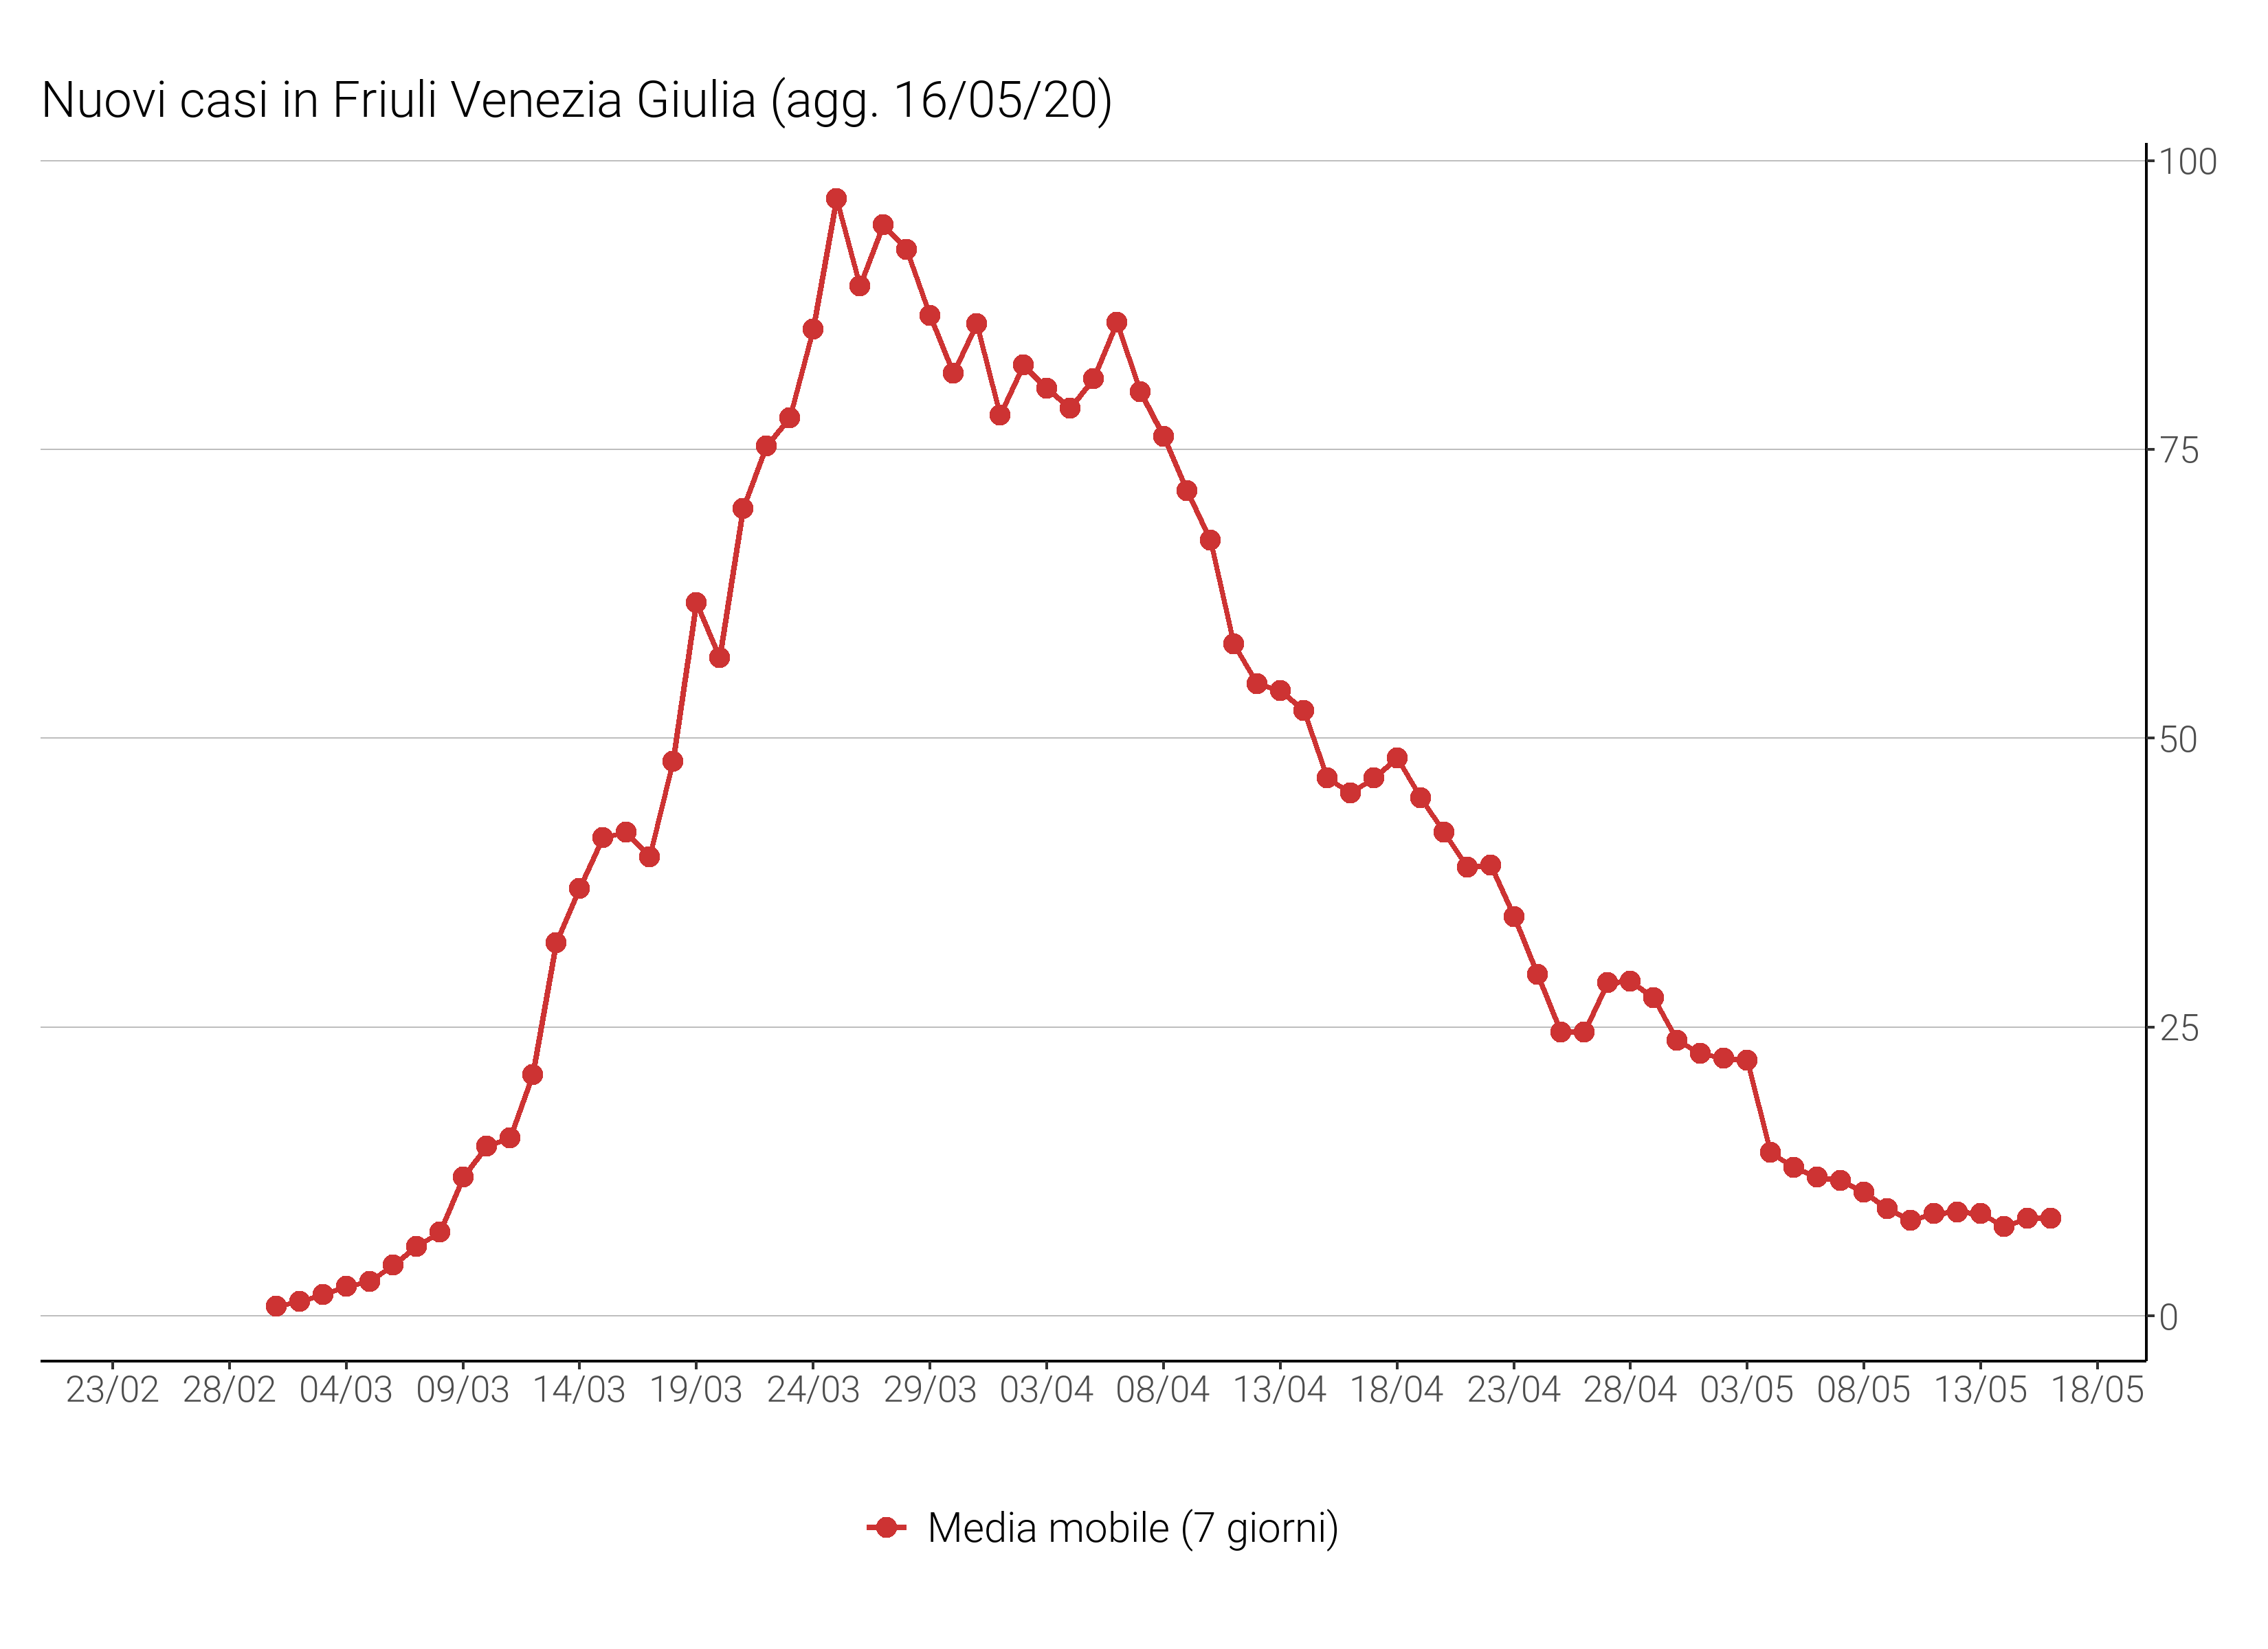 Nuovi casi in Friuli Venezia Giulia (agg. 16/05/20)
100
75
50
25
0
23/02 28/02 04/03 09/03 14/03 19/03 24/03 29/03 03/04 08/04 13/04 18/04 23/04 28/04 03/05 08/05 13/05 18/05
Media mobile (7 giorni)